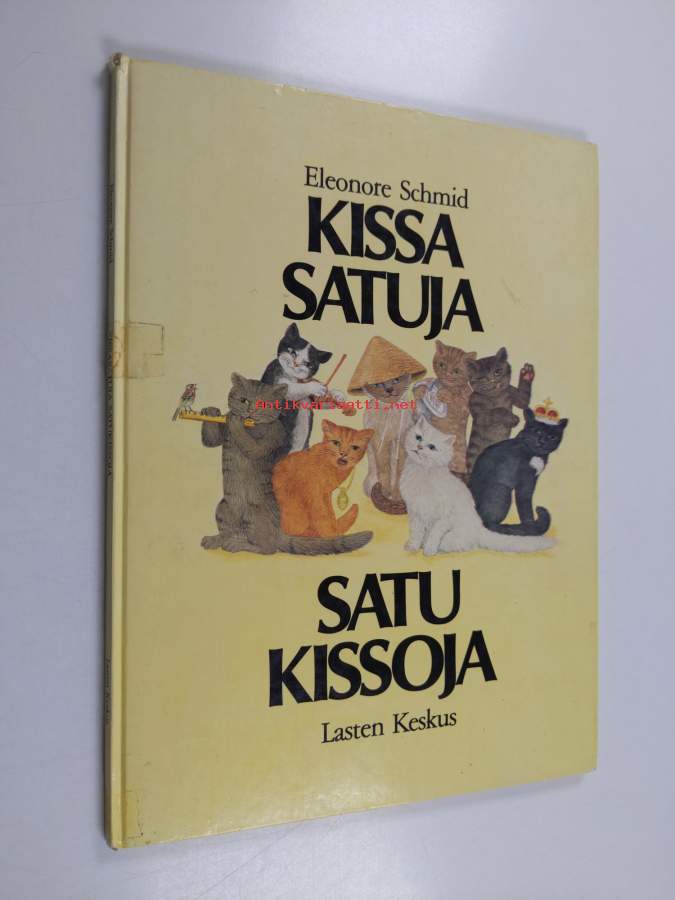 Eleonore Schmid
KISSA
SATUJA
Antikvariaatti.net
SATU
KISSOJA
Lasten Keskus